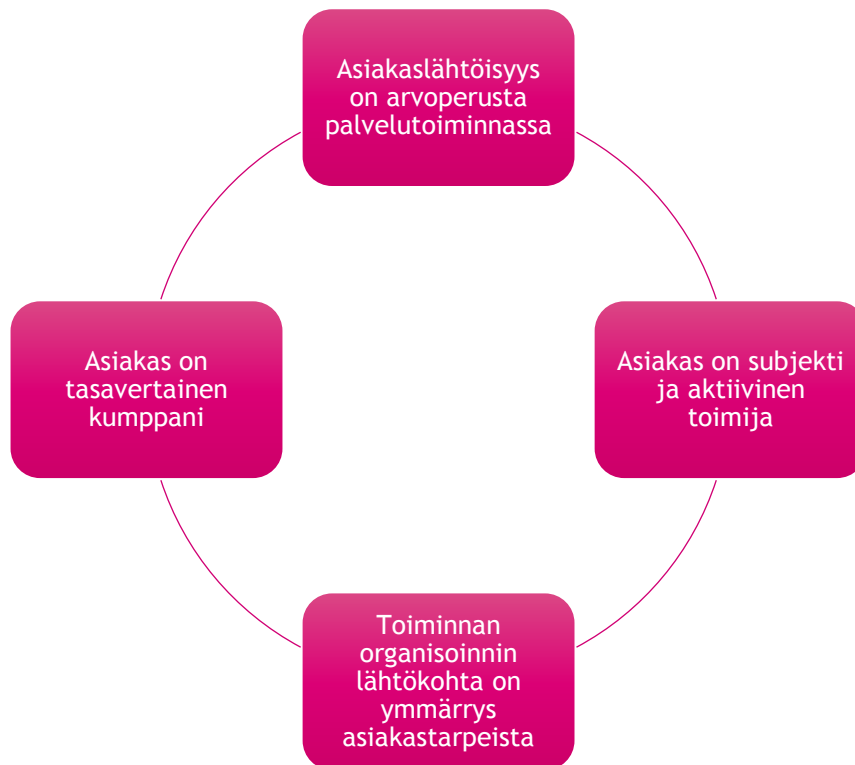 Asiakaslähtöisyys
on arvoperusta
palvelutoiminnassa
Asiakas on
tasavertainen
kumppani
Asiakas on subjekti
ja aktiivinen
toimija
Toiminnan
organisoinnin
lähtökohta on
ymmärrys
asiakastarpeista